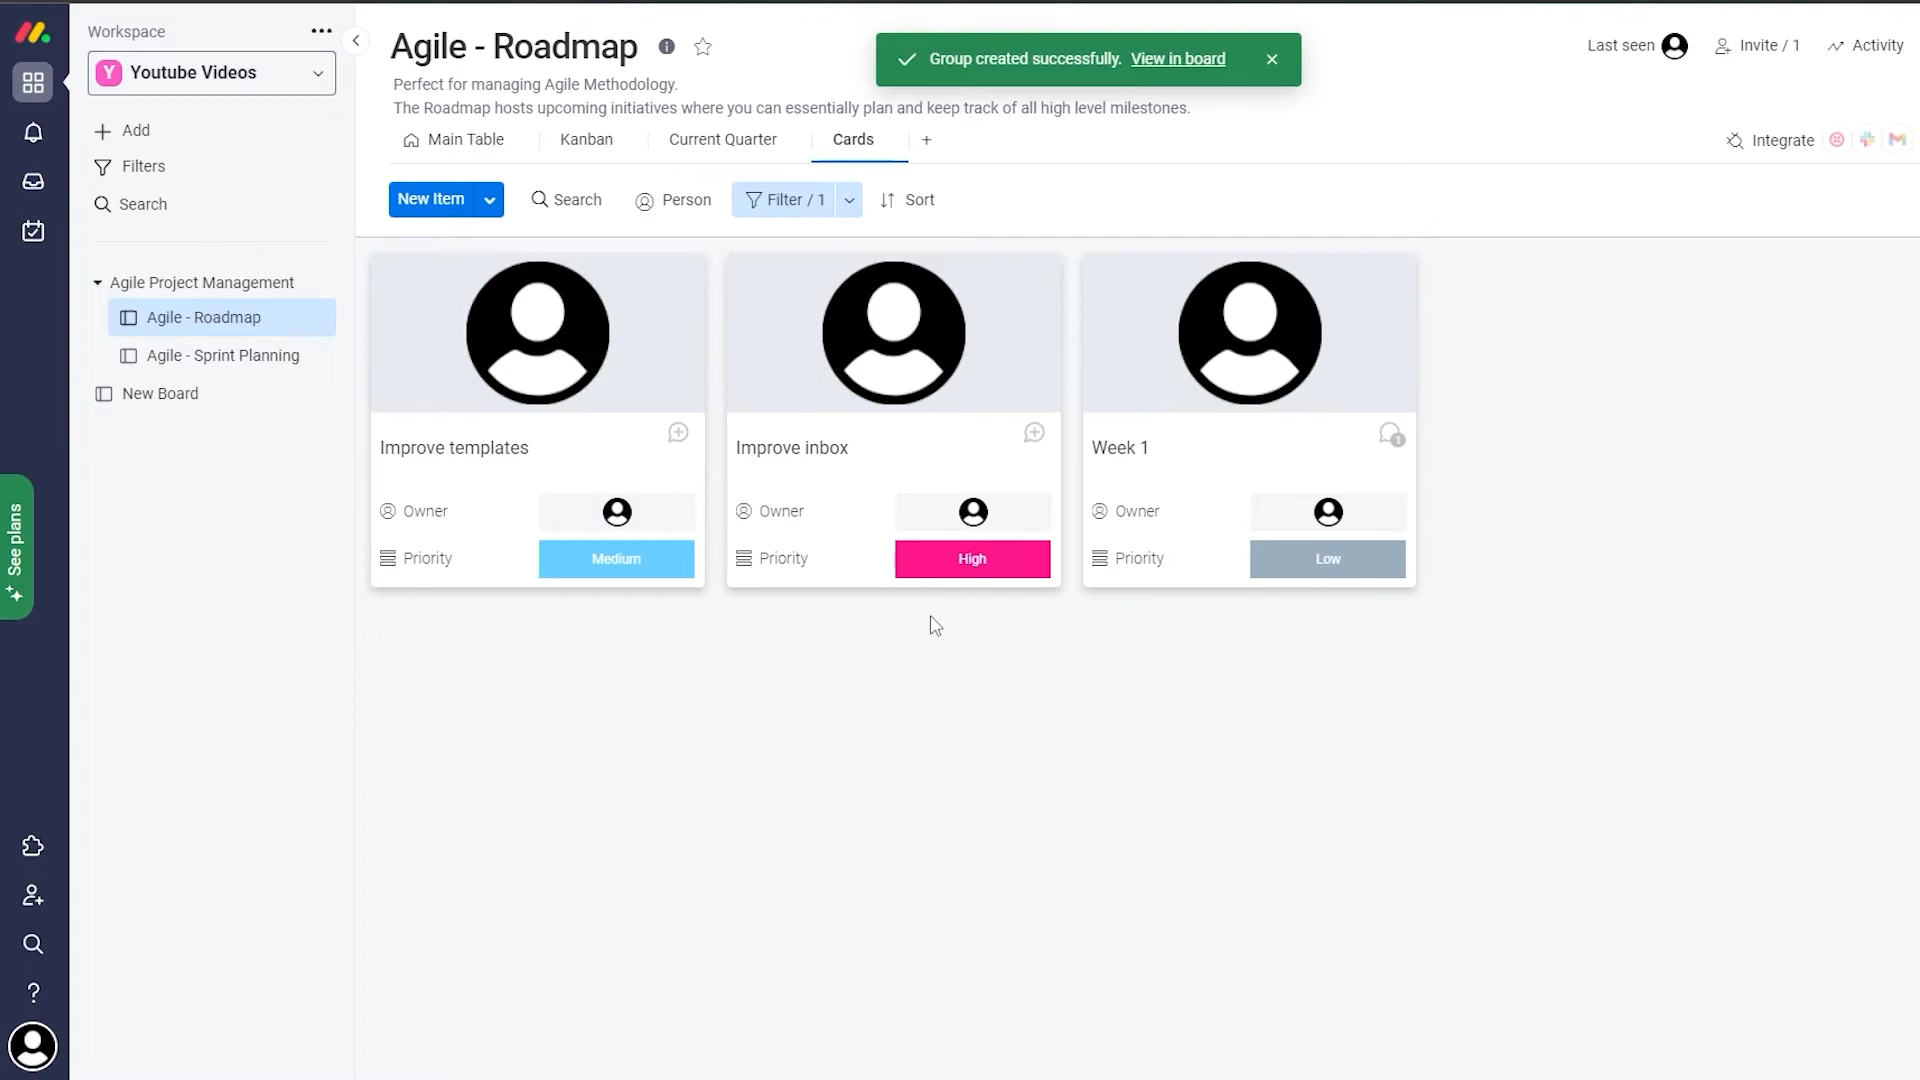 Workspace
Y Youtube Videos
Add
Filters
Search
Agile Project Management
Agile - Roadmap
Agile - Sprint Planning
New Board
See plans
Agile - Roadmap
Group created successfully. View in board
Last seen
Invite / 1
Activity
Perfect for managing Agile Methodology.
The Roadmap hosts upcoming initiatives where you can essentially plan and keep track of all high level milestones.
Main Table
Kanban
Current Quarter
Cards
Integrate
New Item
Search
Person
Filter / 1
Sort
Improve templates
Owner
Priority
Medium
Improve inbox
Owner
Priority
High
Week 1
1
Owner
Priority
Low